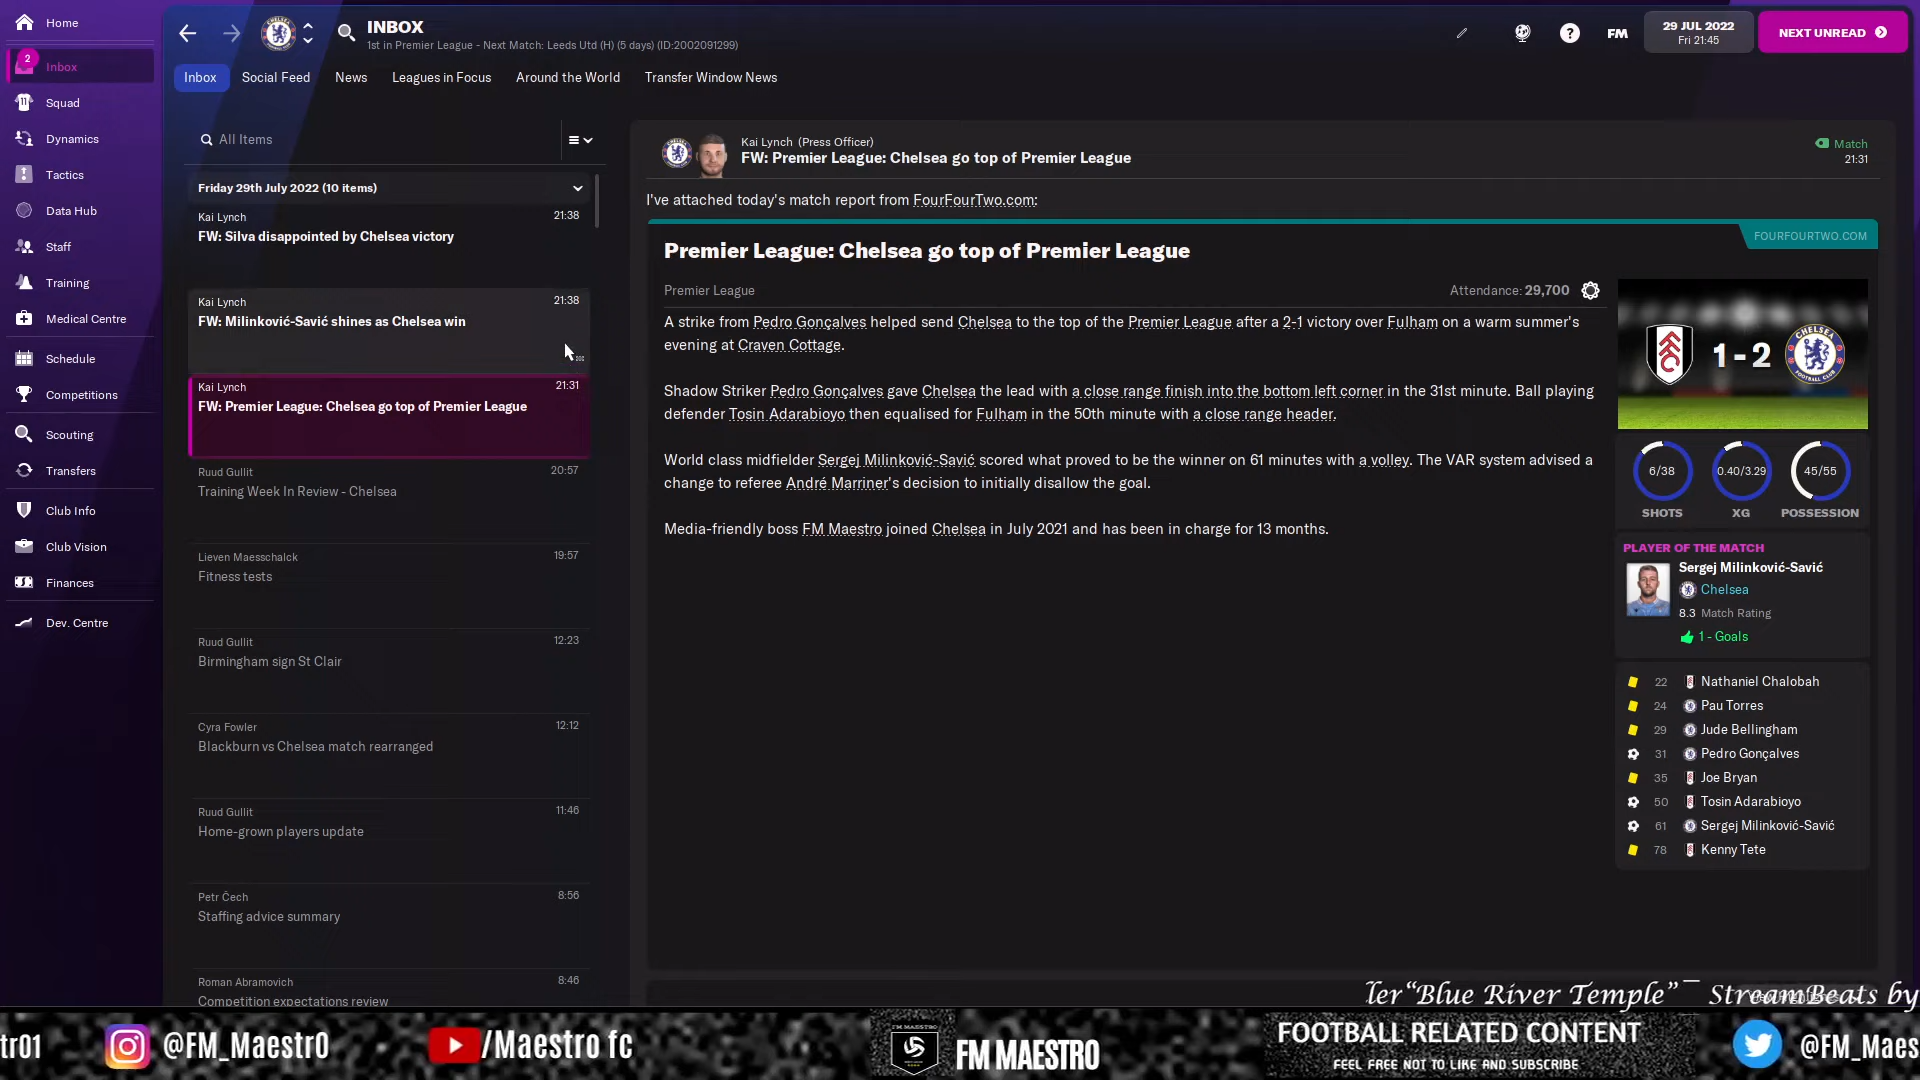 Home
2
Inbox
Squad
Dynamics
Tactics
Data Hub
Staff
Training
Medical Centre
Schedule
Competitions
Scouting
Transfers
Club Info
Club Vision
Finances
Dev. Centre
INBOX
1st in Premier League - Next Match: Leeds Utd (H) (5 days) (ID:2002091299)
?
FM
29 JUL 2022
Fri 21:45
NEXT UNREAD
Inbox
Social Feed
News
Leagues in Focus
Around the World
Transfer Window News
All Items
Friday 29th July 2022 (10 items)
Kai Lynch 21:38
FW: Silva disappointed by Chelsea victory
Kai Lynch 21:38
FW: Milinković-Savić shines as Chelsea win
Kai Lynch 21:31
FW: Premier League: Chelsea go top of Premier League
Ruud Gullit 20:57
Training Week In Review - Chelsea
Lieven Maesschalck 19:57
Fitness tests
Ruud Gullit 12:23
Birmingham sign St Clair
Cyra Fowler 12:12
Blackburn vs Chelsea match rearranged
Ruud Gullit 11:46
Home-grown players update
Petr Čech 8:56
Staffing advice summary
Roman Abramovich 8:46
Competition expectations review
Kai Lynch (Press Officer)
FW: Premier League: Chelsea go top of Premier League
Match
21:31
I've attached today's match report from FourFourTwo.com:
FOURFOURTWO.COM
Premier League: Chelsea go top of Premier League
Premier League Attendance: 29,700
A strike from Pedro Gonçalves helped send Chelsea to the top of the Premier League after a 2-1 victory over Fulham on a warm summer's
evening at Craven Cottage.
Shadow Striker Pedro Gonçalves gave Chelsea the lead with a close range finish into the bottom left corner in the 31st minute. Ball playing
defender Tosin Adarabioyo then equalised for Fulham in the 50th minute with a close range header.
World class midfielder Sergej Milinković-Savić scored what proved to be the winner on 61 minutes with a volley. The VAR system advised a
change to referee André Marriner's decision to initially disallow the goal.
Media-friendly boss FM Maestro joined Chelsea in July 2021 and has been in charge for 13 months.
1 - 2
6/38 0.40/3.29 45/55
SHOTS XG POSSESSION
PLAYER OF THE MATCH
Sergej Milinković-Savić
Chelsea
8.3 Match Rating
1 - Goals
22 Nathaniel Chalobah
24 Pau Torres
29 Jude Bellingham
31 Pedro Gonçalves
35 Joe Bryan
50 Tosin Adarabioyo
61 Sergej Milinković-Savić
78 Kenny Tete
ler "Blue River Temple" StreamBeats by
tr01
@FM_Maestr0
/Maestro fc
FM MAESTRO
FM MAESTRO
FOOTBALL RELATED CONTENT
FEEL FREE NOT TO LIKE AND SUBSCRIBE
@FM_Maes